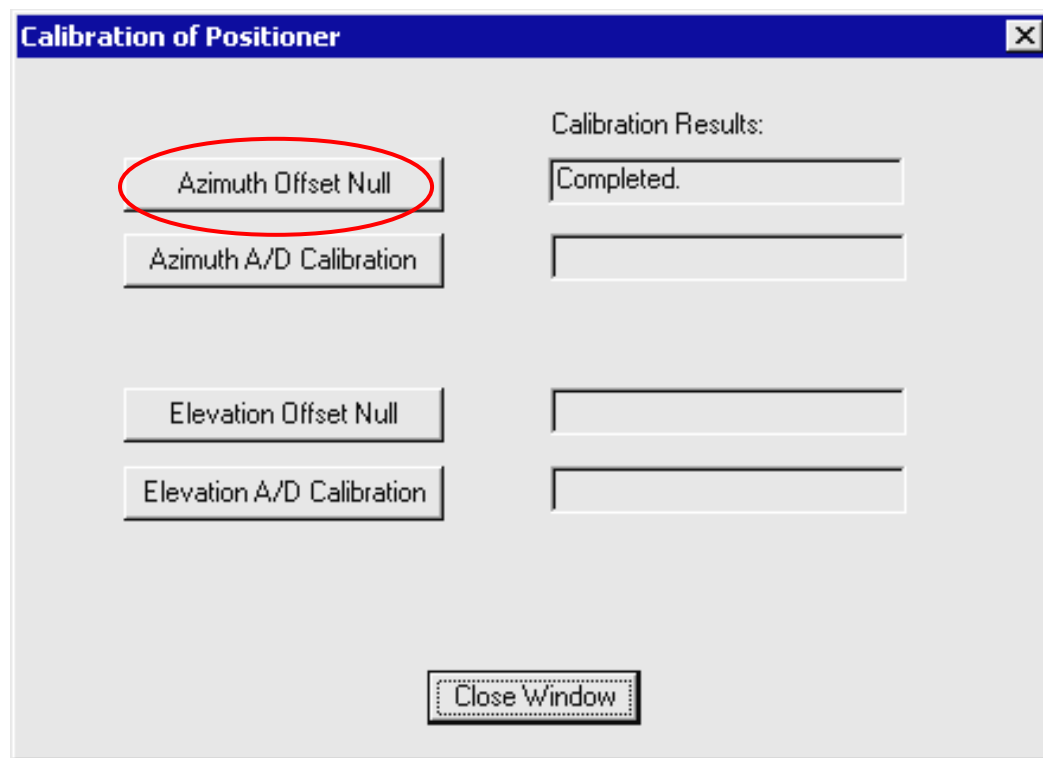 Calibration of Positioner
Calibration Results:
Azimuth Offset Null
Completed.
Azimuth A/D Calibration
Elevation Offset Null
Elevation A/D Calibration
Close Window